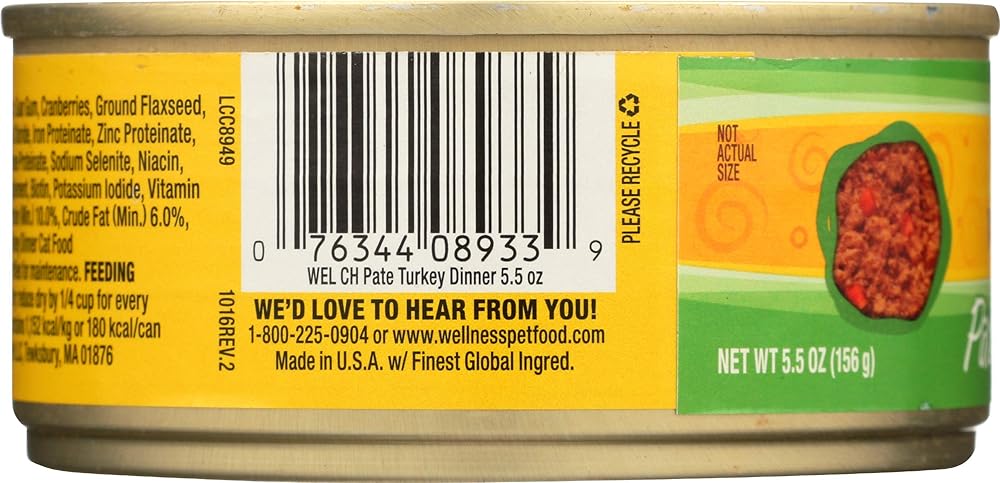 Gum, Cranberries, Ground Flaxseed,
Iron Proteinate, Zinc Proteinate,
Proteinate, Sodium Selenite, Niacin,
Biotin, Potassium Iodide, Vitamin
Min.) 10.0%, Crude Fat (Min.) 6.0%,
Dinner Cat Food
for maintenance. FEEDING
reduce dry by 1/4 cup for every
kcal/kg or 180 kcal/can
Tewksbury, MA 01876
LCC8949
1016REV.2
0 76344 08933 9
WEL CH Pate Turkey Dinner 5.5 oz
WE'D LOVE TO HEAR FROM YOU!
1-800-225-0904 or www.wellnesspetfood.com
Made in U.S.A. w/ Finest Global Ingred.
PLEASE RECYCLE
NOT
ACTUAL
SIZE
NET WT 5.5 OZ (156 g)